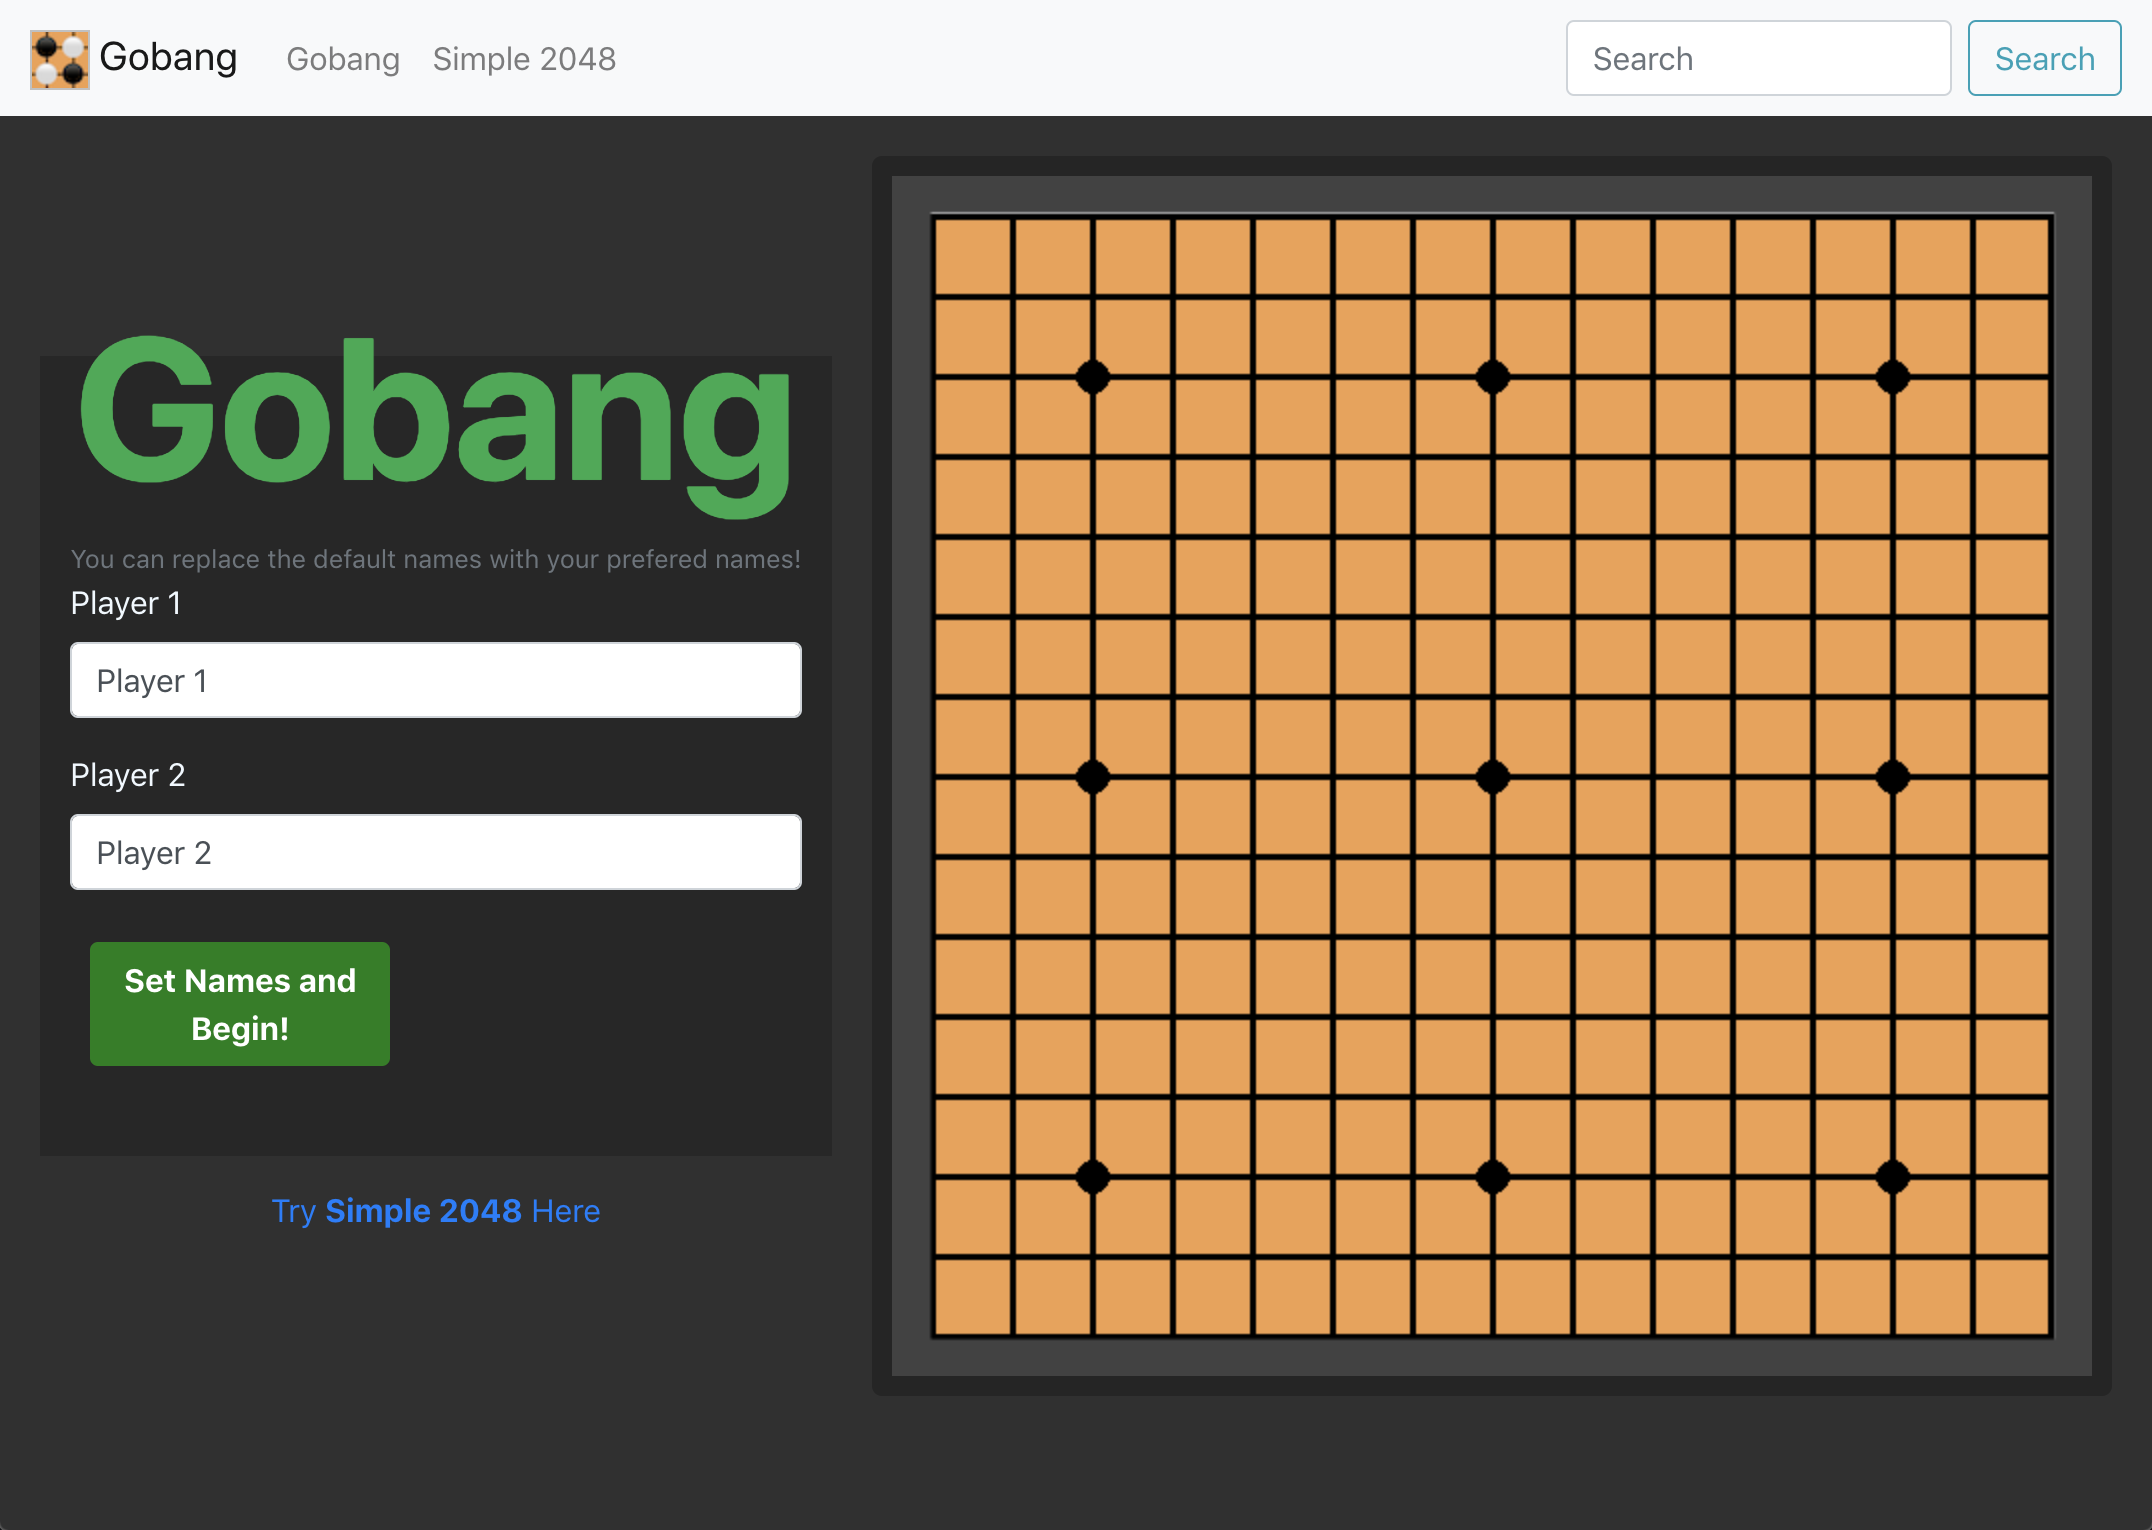 Gobang
Gobang
Simple 2048
Search
Search
Gobang
You can replace the default names with your prefered names!
Player 1
Player 1
Player 2
Player 2
Set Names and
Begin!
Try Simple 2048 Here